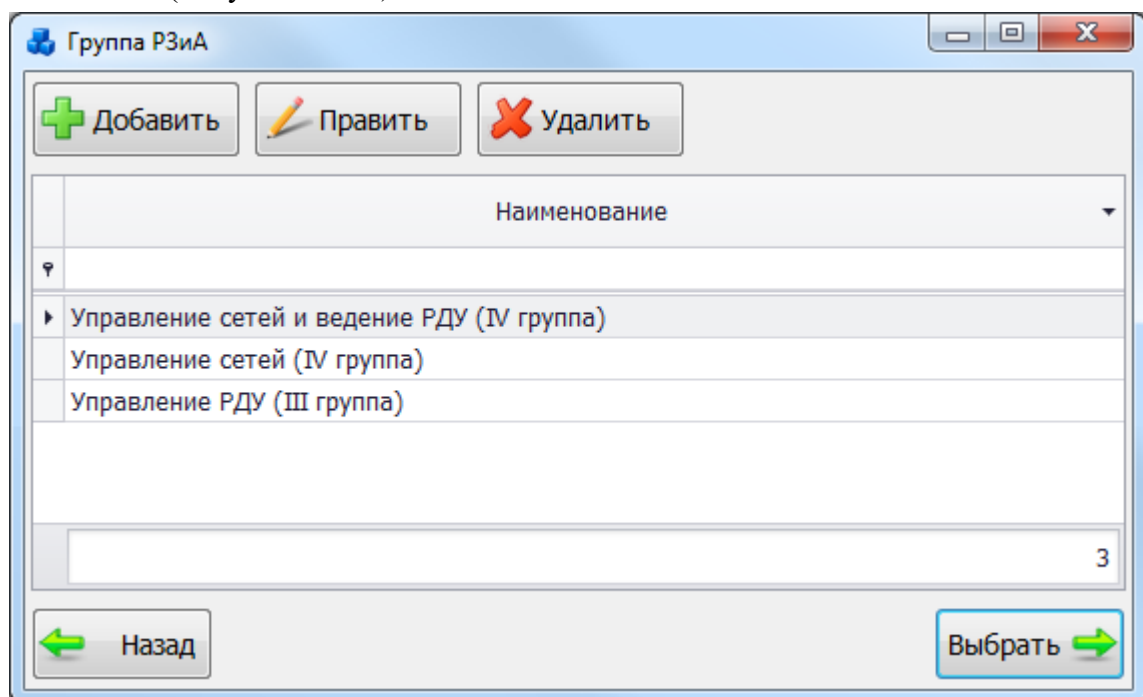 Группа РЗиА
Добавить Править Удалить
Наименование
Управление сетей и ведение РДУ (IV группа)
Управление сетей (IV группа)
Управление РДУ (III группа)
3
Назад Выбрать